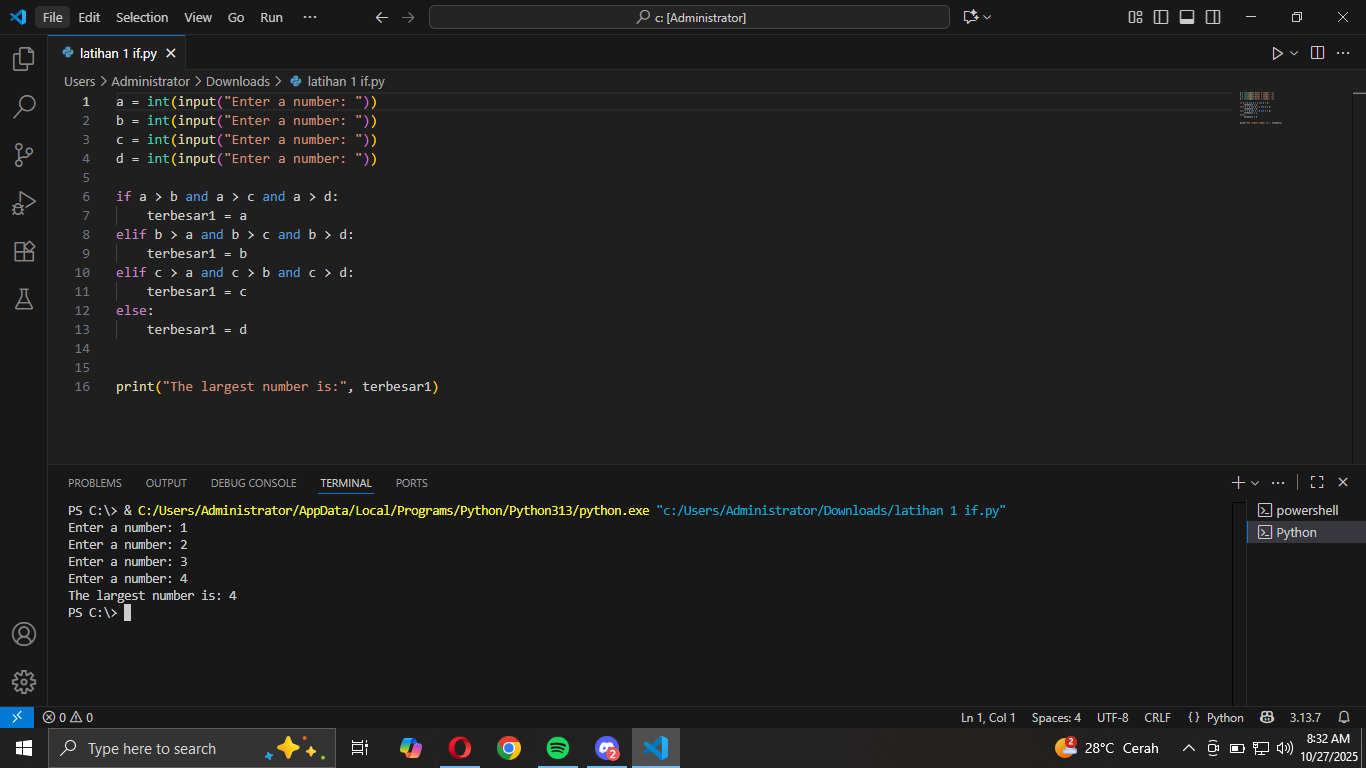 File Edit Selection View Go Run ··· c: [Administrator]
latihan 1 if.py
Users > Administrator > Downloads > latihan 1 if.py
1 a = int(input("Enter a number: "))
2 b = int(input("Enter a number: "))
3 c = int(input("Enter a number: "))
4 d = int(input("Enter a number: "))
5
6 if a > b and a > c and a > d:
7     terbesar1 = a
8 elif b > a and b > c and b > d:
9     terbesar1 = b
10 elif c > a and c > b and c > d:
11     terbesar1 = c
12 else:
13     terbesar1 = d
14
15
16 print("The largest number is:", terbesar1)
PROBLEMS OUTPUT DEBUG CONSOLE TERMINAL PORTS
PS C:\> & C:/Users/Administrator/AppData/Local/Programs/Python/Python313/python.exe "c:/Users/Administrator/Downloads/latihan 1 if.py"
Enter a number: 1
Enter a number: 2
Enter a number: 3
Enter a number: 4
The largest number is: 4
PS C:\>
powershell
Python
0 0 Ln 1, Col 1 Spaces: 4 UTF-8 CRLF {} Python 3.13.7
Type here to search 2 2 28°C Cerah 8:32 AM
10/27/2025